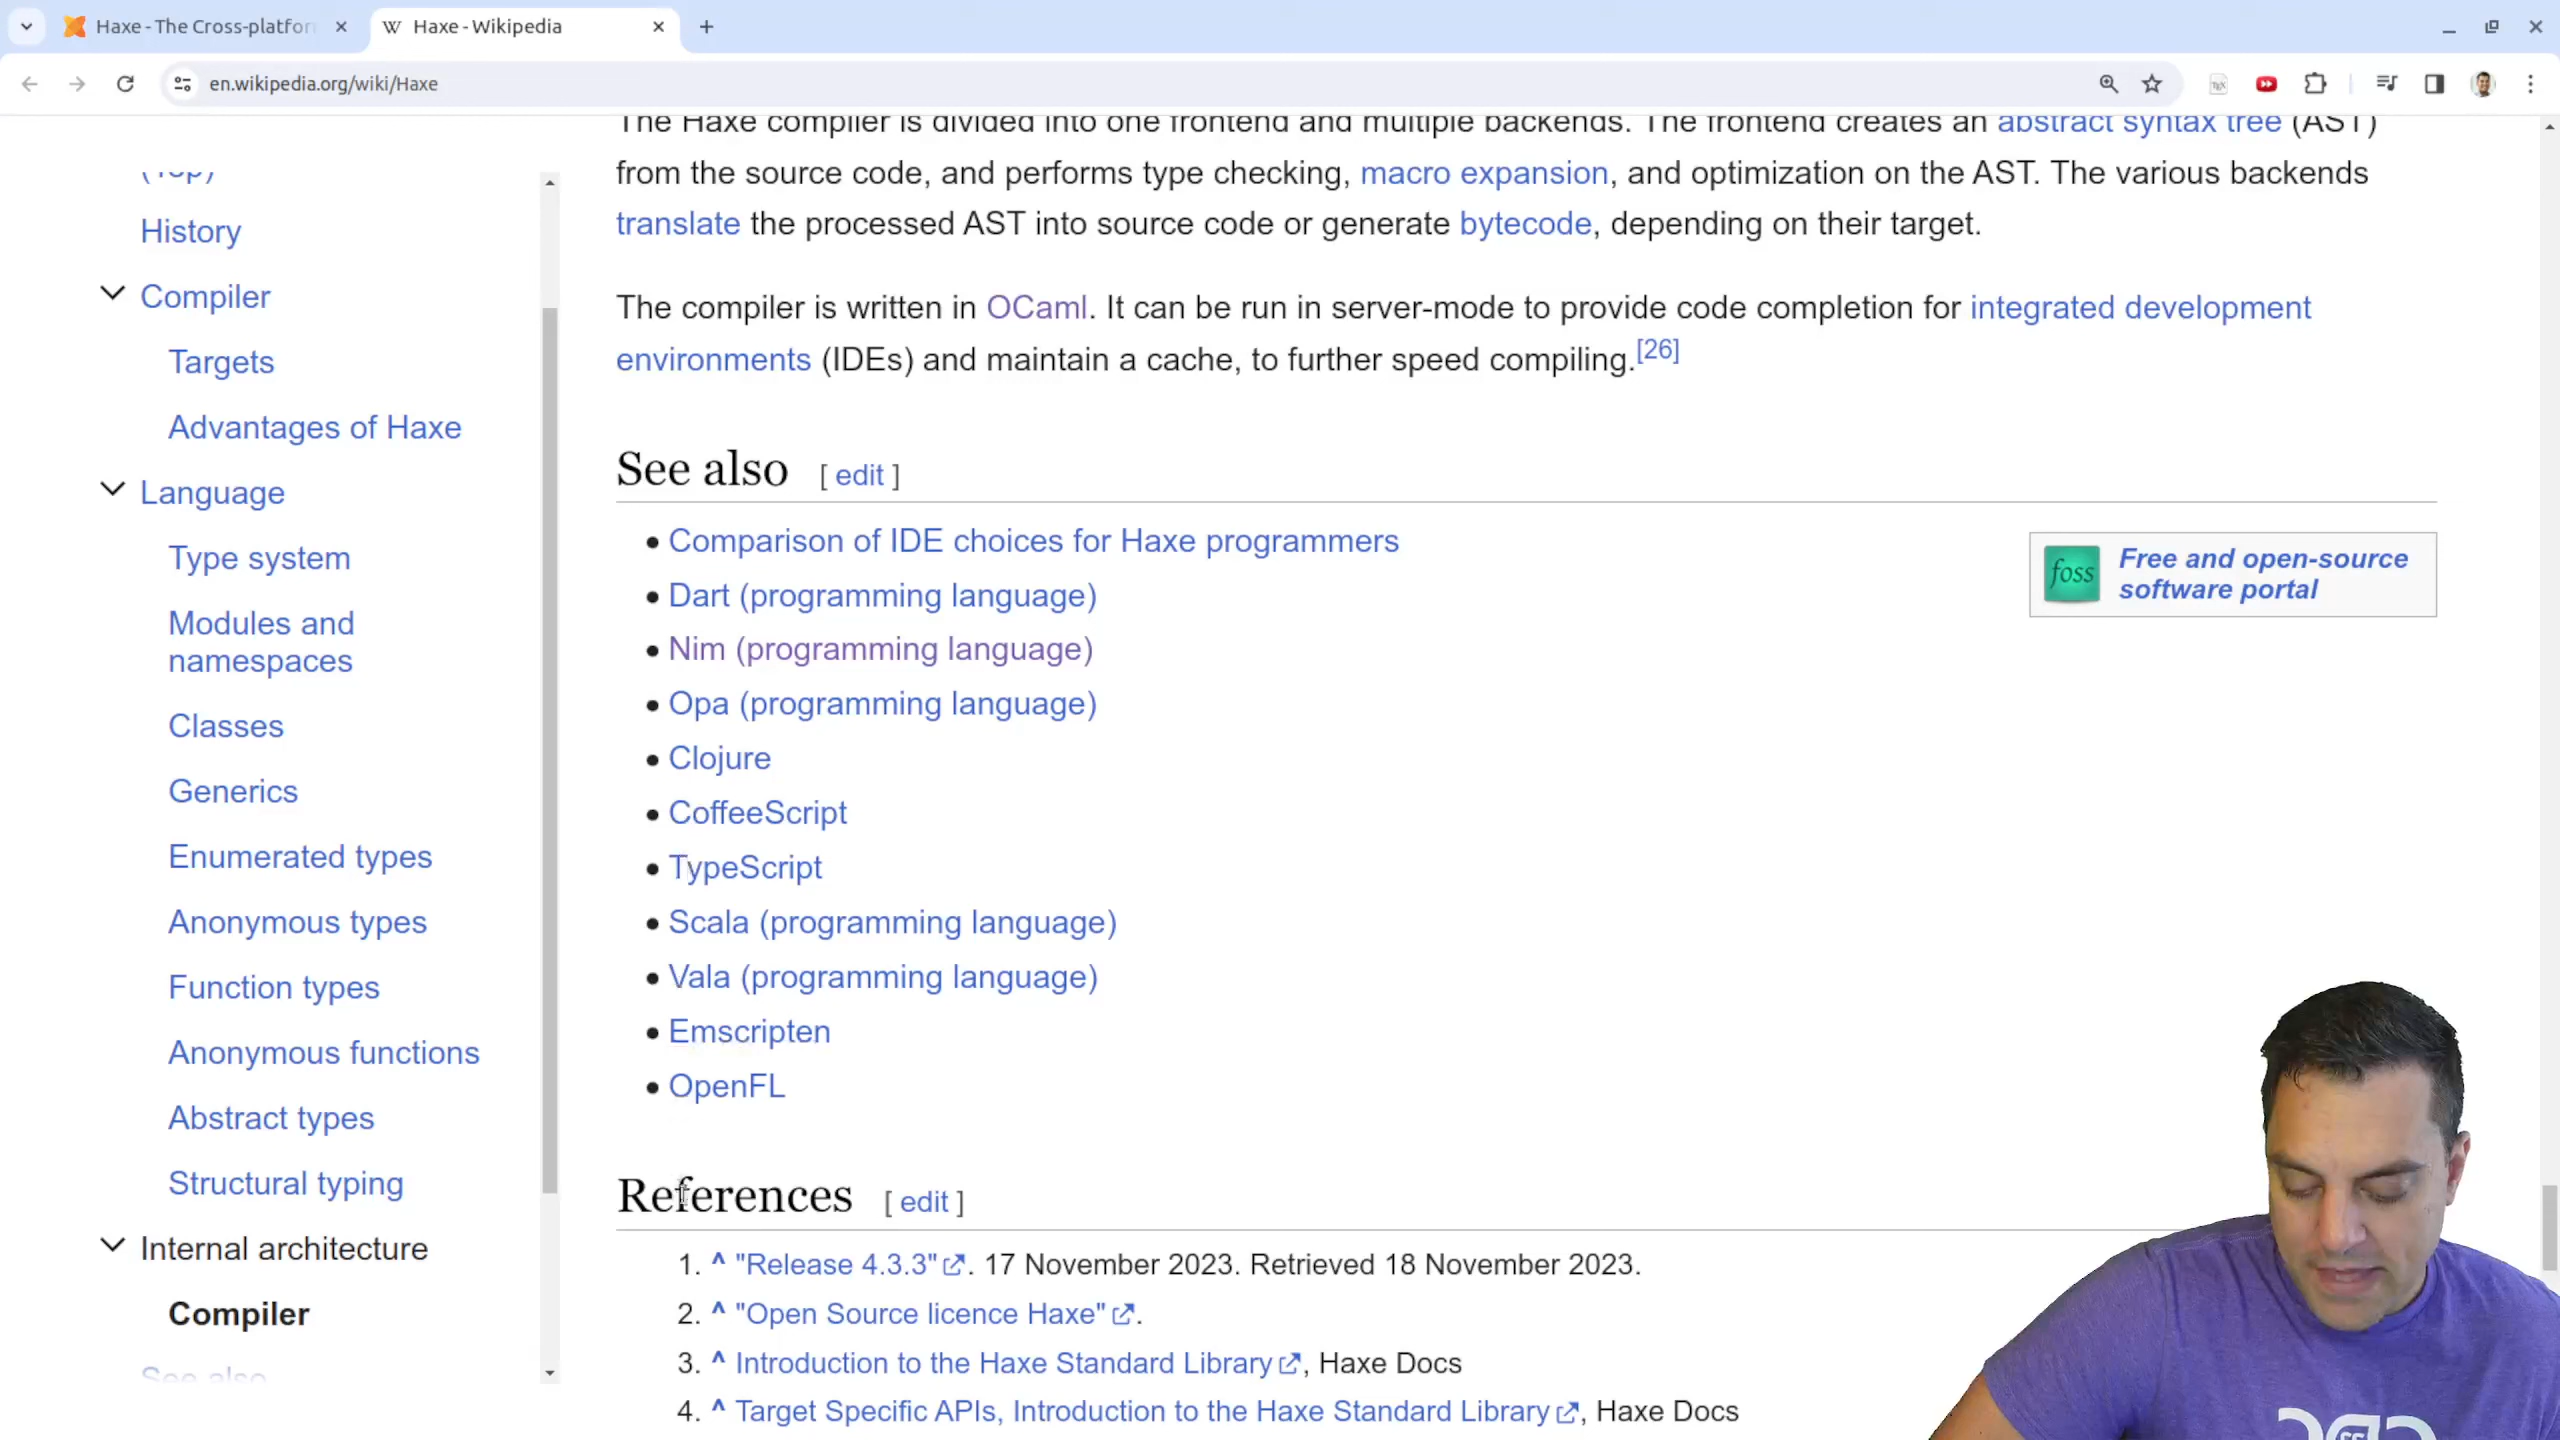 Haxe - The Cross-platfor
Haxe - Wikipedia
en.wikipedia.org/wiki/Haxe
(Top)
History
Compiler
Targets
Advantages of Haxe
Language
Type system
Modules and
namespaces
Classes
Generics
Enumerated types
Anonymous types
Function types
Anonymous functions
Abstract types
Structural typing
Internal architecture
Compiler
See also
The Haxe compiler is divided into one frontend and multiple backends. The frontend creates an abstract syntax tree (AST)
from the source code, and performs type checking, macro expansion, and optimization on the AST. The various backends
translate the processed AST into source code or generate bytecode, depending on their target.
The compiler is written in OCaml. It can be run in server-mode to provide code completion for integrated development
environments (IDEs) and maintain a cache, to further speed compiling.[26]
See also [ edit ]
• Comparison of IDE choices for Haxe programmers
• Dart (programming language)
• Nim (programming language)
• Opa (programming language)
• Clojure
• CoffeeScript
• TypeScript
• Scala (programming language)
• Vala (programming language)
• Emscripten
• OpenFL
foss
Free and open-source
software portal
References [ edit ]
1. ^ "Release 4.3.3". 17 November 2023. Retrieved 18 November 2023.
2. ^ "Open Source licence Haxe".
3. ^ Introduction to the Haxe Standard Library, Haxe Docs
4. ^ Target Specific APIs, Introduction to the Haxe Standard Library, Haxe Docs